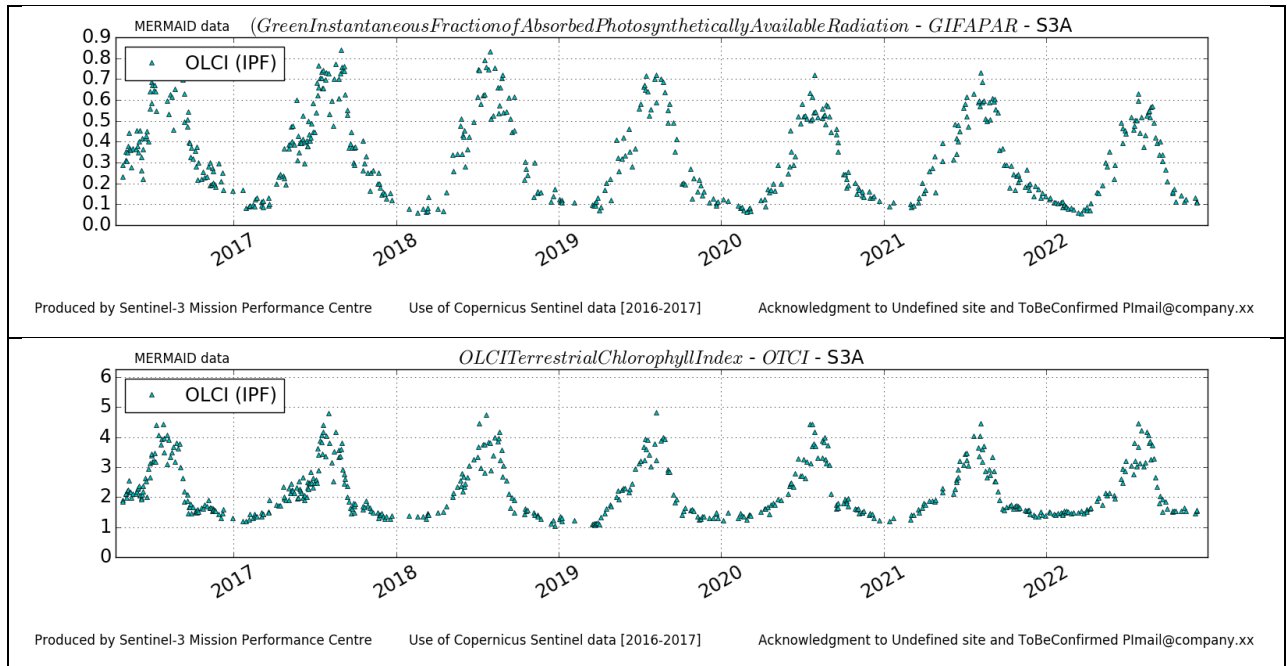 MERMAID data (GreenInstantaneousFractionofAbsorbedPhotosyntheticallyAvailableRadiation - GIFAPAR - S3A
0.9
0.8
0.7
0.6
0.5
0.4
0.3
0.2
0.1
0.0
OLCI (IPF)
2017 2018 2019 2020 2021 2022
Produced by Sentinel-3 Mission Performance Centre Use of Copernicus Sentinel data [2016-2017] Acknowledgment to Undefined site and ToBeConfirmed PImail@company.xx
MERMAID data OLCITerrestrialChlorophyllIndex - OTCI - S3A
6
5
4
3
2
1
0
OLCI (IPF)
2017 2018 2019 2020 2021 2022
Produced by Sentinel-3 Mission Performance Centre Use of Copernicus Sentinel data [2016-2017] Acknowledgment to Undefined site and ToBeConfirmed PImail@company.xx